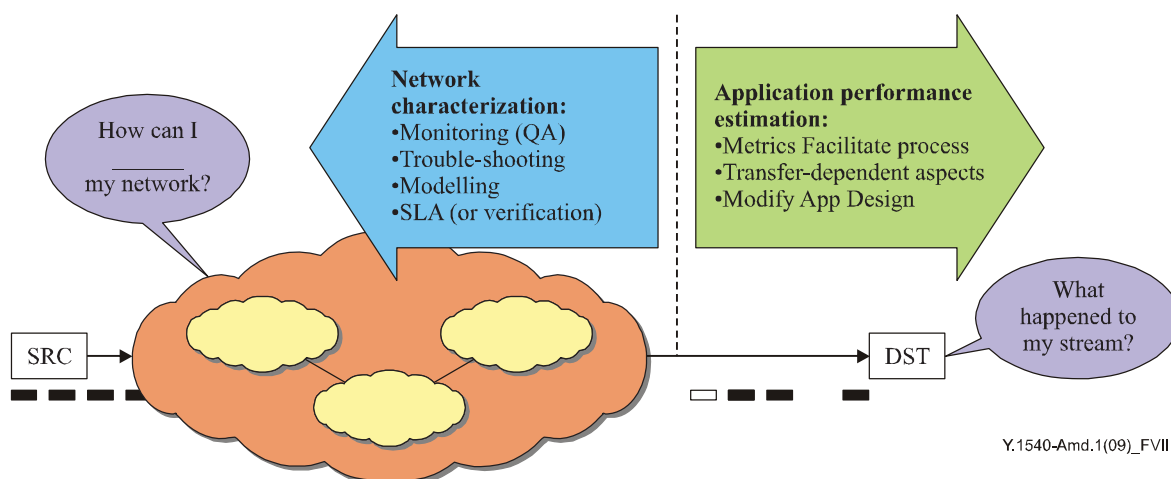 Network
characterization:
•Monitoring (QA)
•Trouble-shooting
•Modelling
•SLA (or verification)
Application performance
estimation:
•Metrics Facilitate process
•Transfer-dependent aspects
•Modify App Design
How can I
______
my network?
What
happened to
my stream?
SRC
DST
Y.1540-Amd.1(09)_FVII